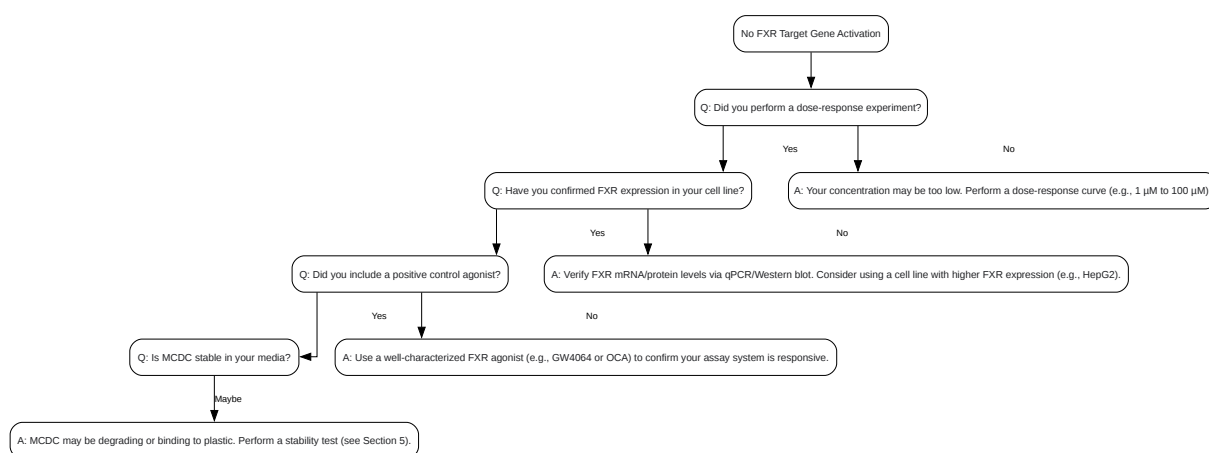 No FXR Target Gene Activation
Q: Did you perform a dose-response experiment?
Yes
No
Q: Have you confirmed FXR expression in your cell line?
A: Your concentration may be too low. Perform a dose-response curve (e.g., 1 µM to 100 µM)
Yes
No
Q: Did you include a positive control agonist?
A: Verify FXR mRNA/protein levels via qPCR/Western blot. Consider using a cell line with higher FXR expression (e.g., HepG2).
Yes
No
Q: Is MCDC stable in your media?
A: Use a well-characterized FXR agonist (e.g., GW4064 or OCA) to confirm your assay system is responsive.
Maybe
A: MCDC may be degrading or binding to plastic. Perform a stability test (see Section 5).